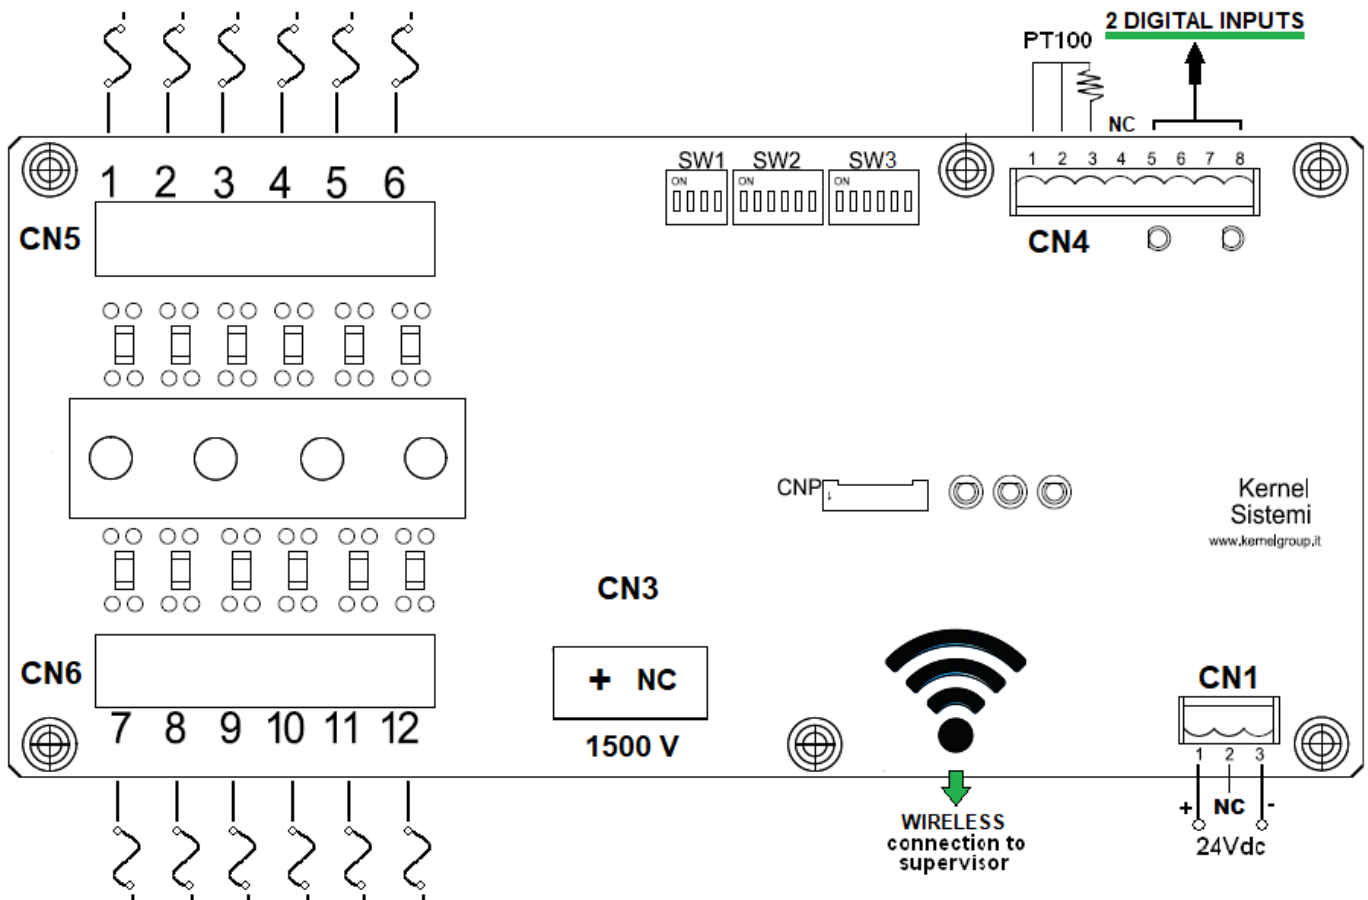 2 DIGITAL INPUTS
PT100
NC
1 2 3 4 5 6
SW1 SW2 SW3
ON ON ON
1 2 3 4 5 6 7 8
CN5
CN4
CNP
1
Kernel
Sistemi
www.kernelgroup.it
CN3
+ NC
1500 V
CN6
7 8 9 10 11 12
CN1
1 2 3
+ NC -
24Vdc
WIRELESS
connection to
supervisor